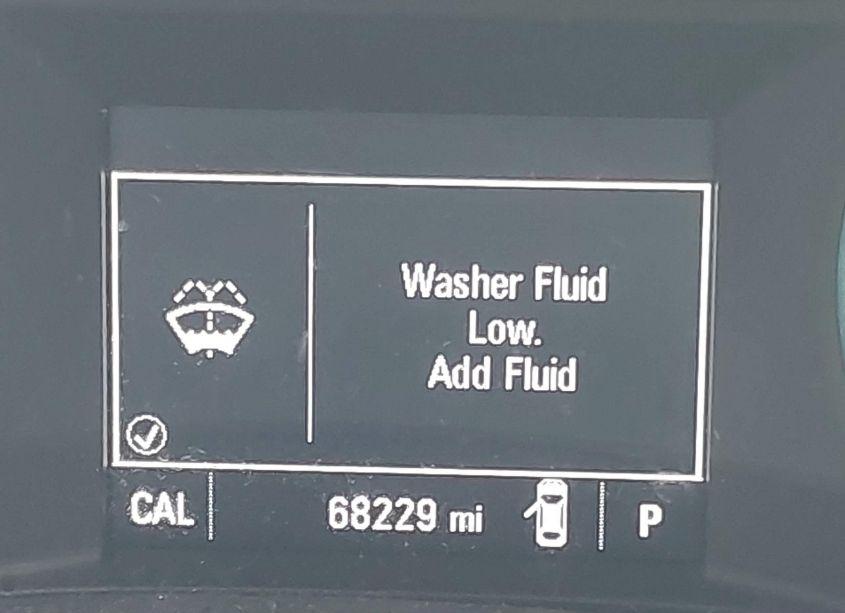 Washer Fluid
Low.
Add Fluid
CAL 68229 mi P